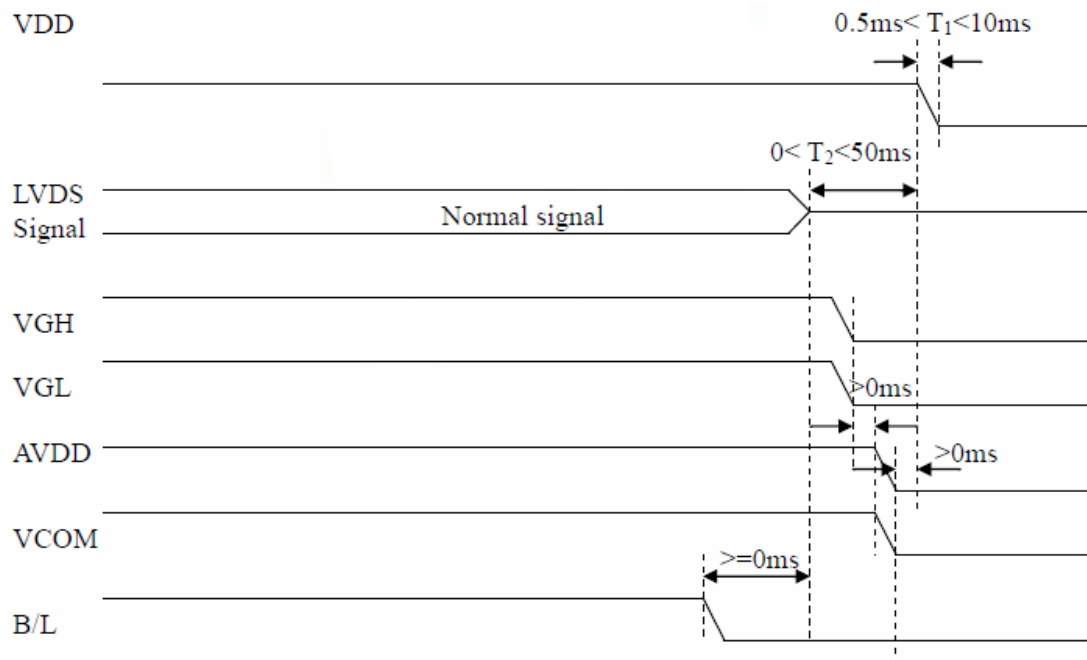 VDD
0.5ms< T₁<10ms
0< T₂<50ms
LVDS
Signal
Normal signal
VGH
VGL
>0ms
AVDD
>0ms
VCOM
>=0ms
B/L